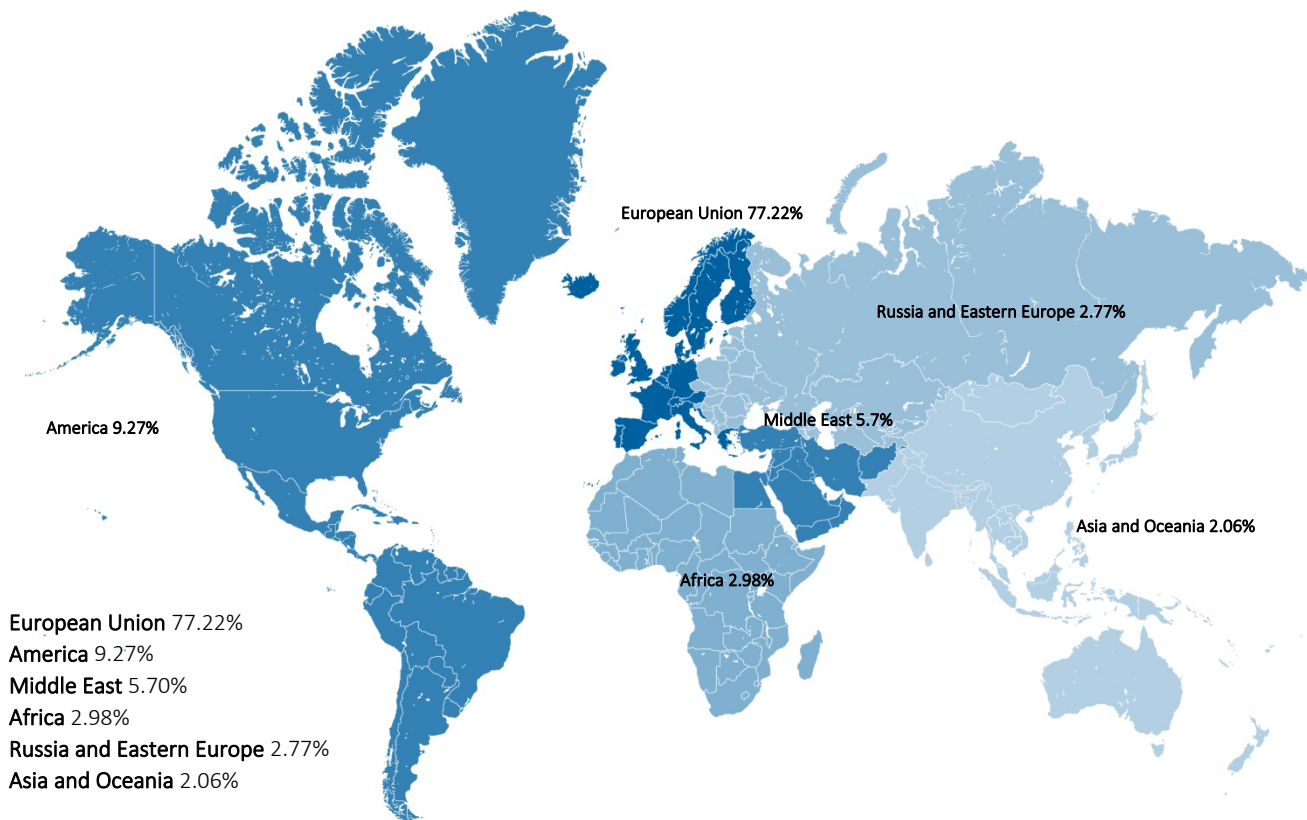 European Union 77.22%
Russia and Eastern Europe 2.77%
Middle East 5.7%
America 9.27%
Asia and Oceania 2.06%
Africa 2.98%
European Union 77.22%
America 9.27%
Middle East 5.70%
Africa 2.98%
Russia and Eastern Europe 2.77%
Asia and Oceania 2.06%